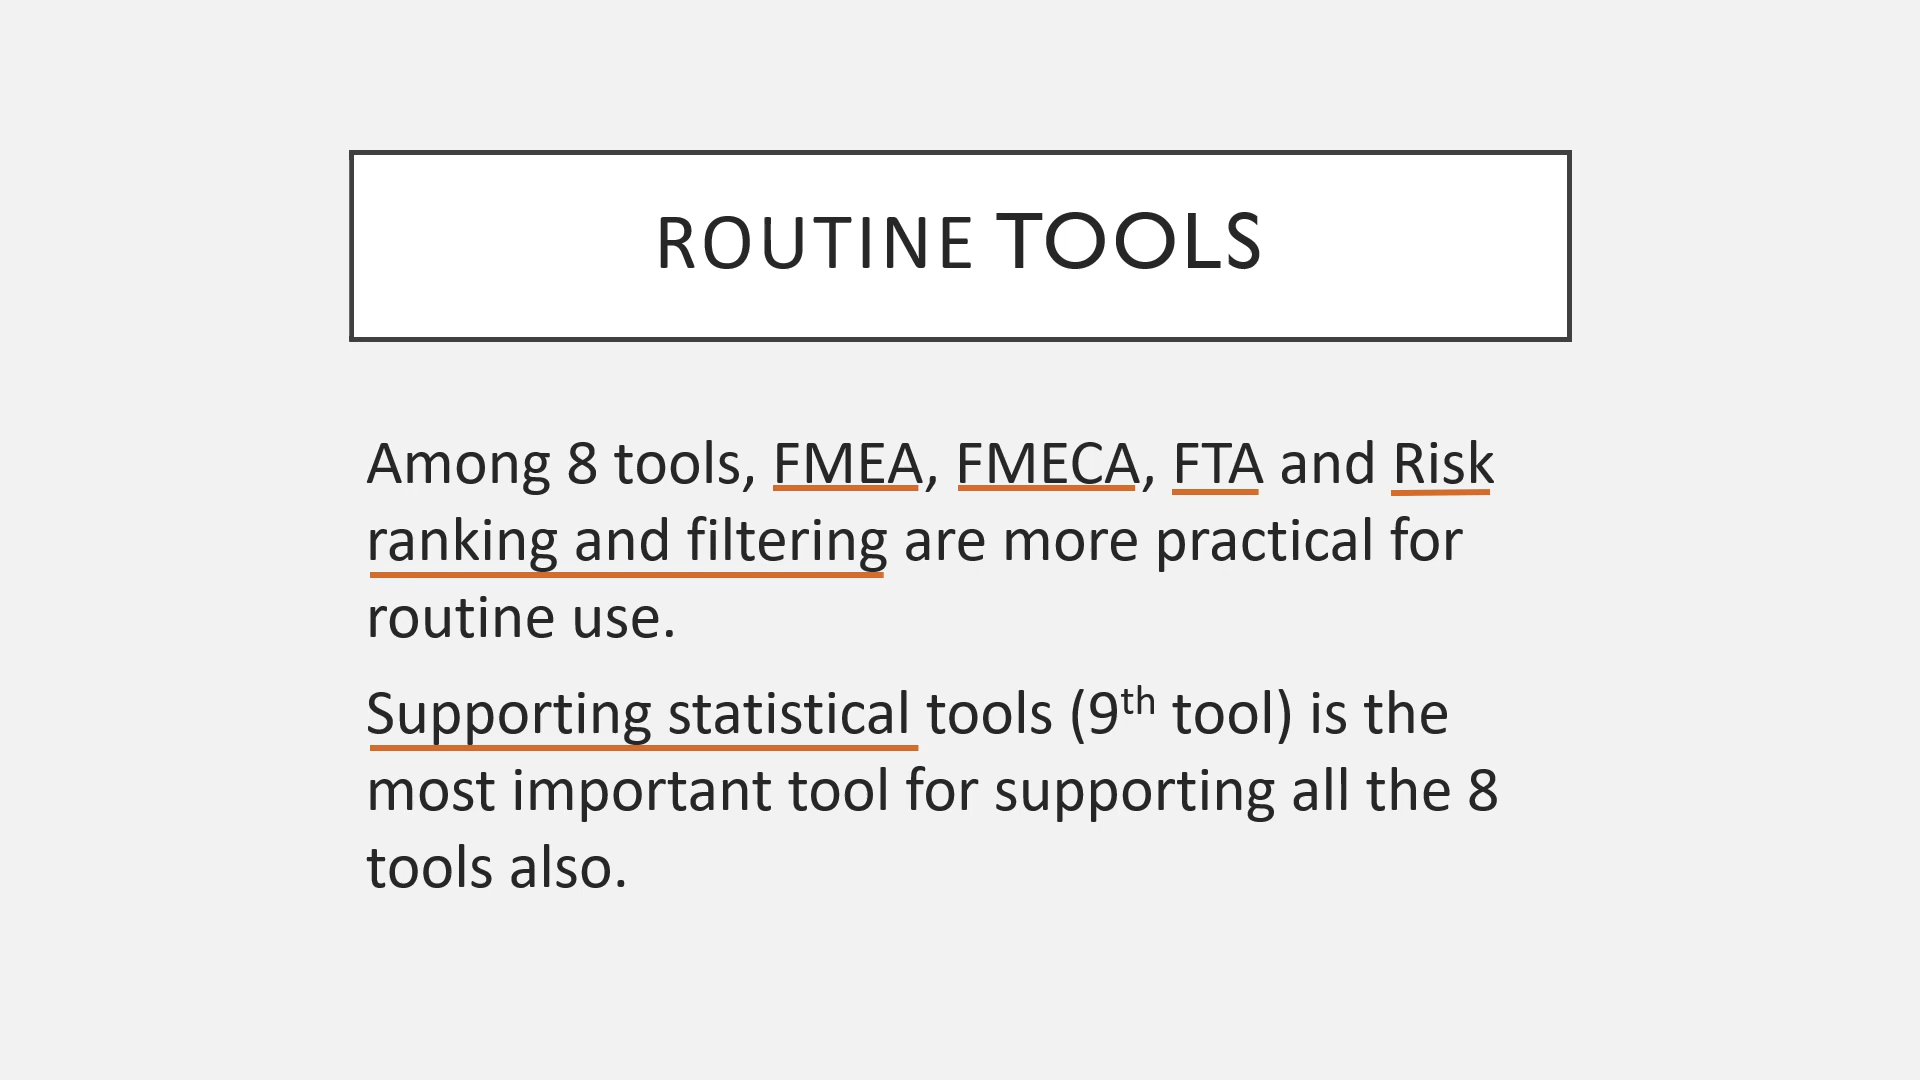 ROUTINE TOOLS
Among 8 tools, FMEA, FMECA, FTA and Risk
ranking and filtering are more practical for
routine use.
Supporting statistical tools (9th tool) is the
most important tool for supporting all the 8
tools also.